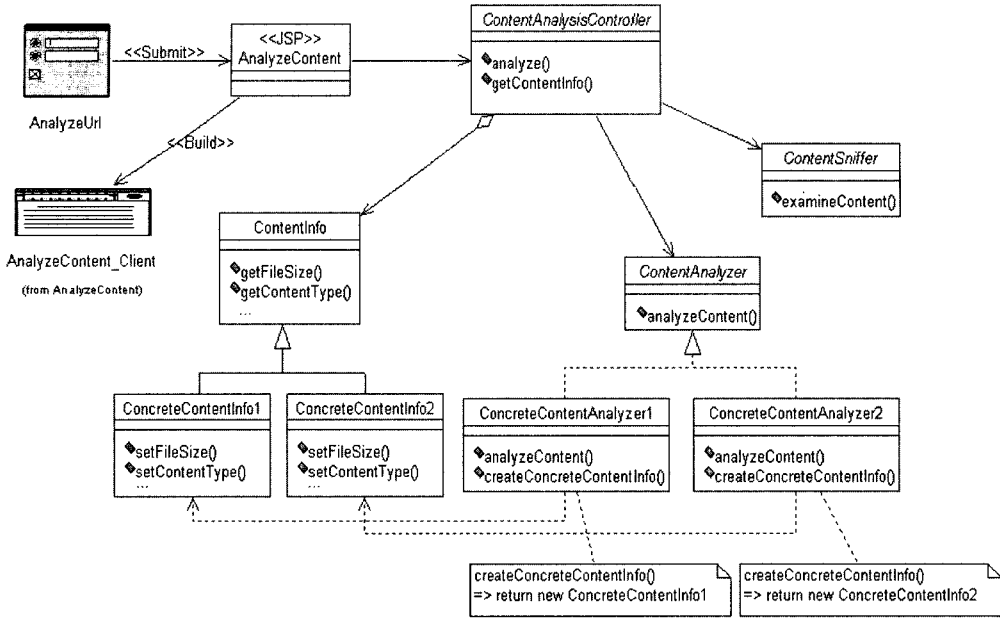 AnalyzeUrl
<<Submit>>
<<JSP>>
AnalyzeContent
<<Build>>
AnalyzeContent_Client
(from AnalyzeContent)
ContentAnalysisController
analyze()
getContentInfo()
ContentSniffer
examineContent()
ContentInfo
getFileSize()
getContentType()
...
ContentAnalyzer
analyzeContent()
ConcreteContentInfo1
setFileSize()
setContentType()
...
ConcreteContentInfo2
setFileSize()
setContentType()
...
ConcreteContentAnalyzer1
analyzeContent()
createConcreteContentInfo()
ConcreteContentAnalyzer2
analyzeContent()
createConcreteContentInfo()
createConcreteContentInfo()
=> return new ConcreteContentInfo1
createConcreteContentInfo()
=> return new ConcreteContentInfo2